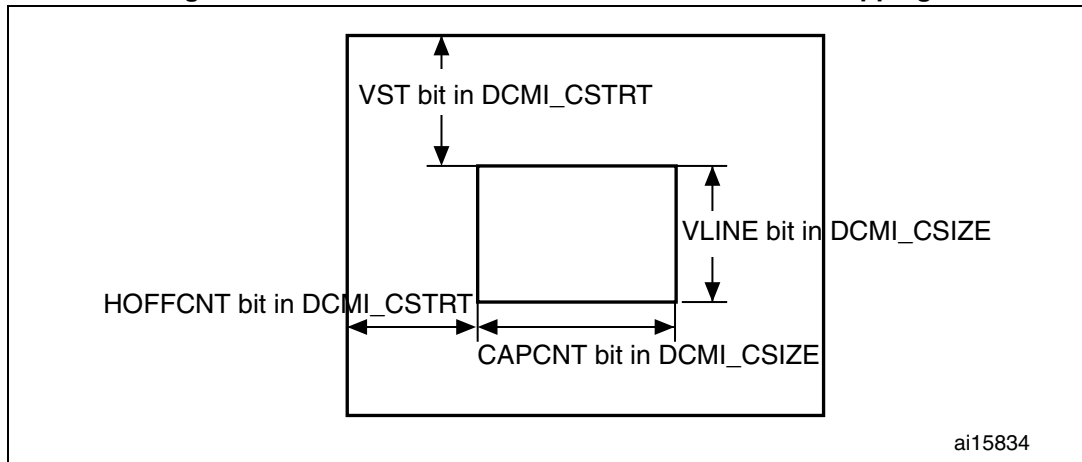 VST bit in DCMI_CSTRT
VLINE bit in DCMI_CSIZE
HOFFCNT bit in DCMI_CSTRT
CAPCNT bit in DCMI_CSIZE
ai15834